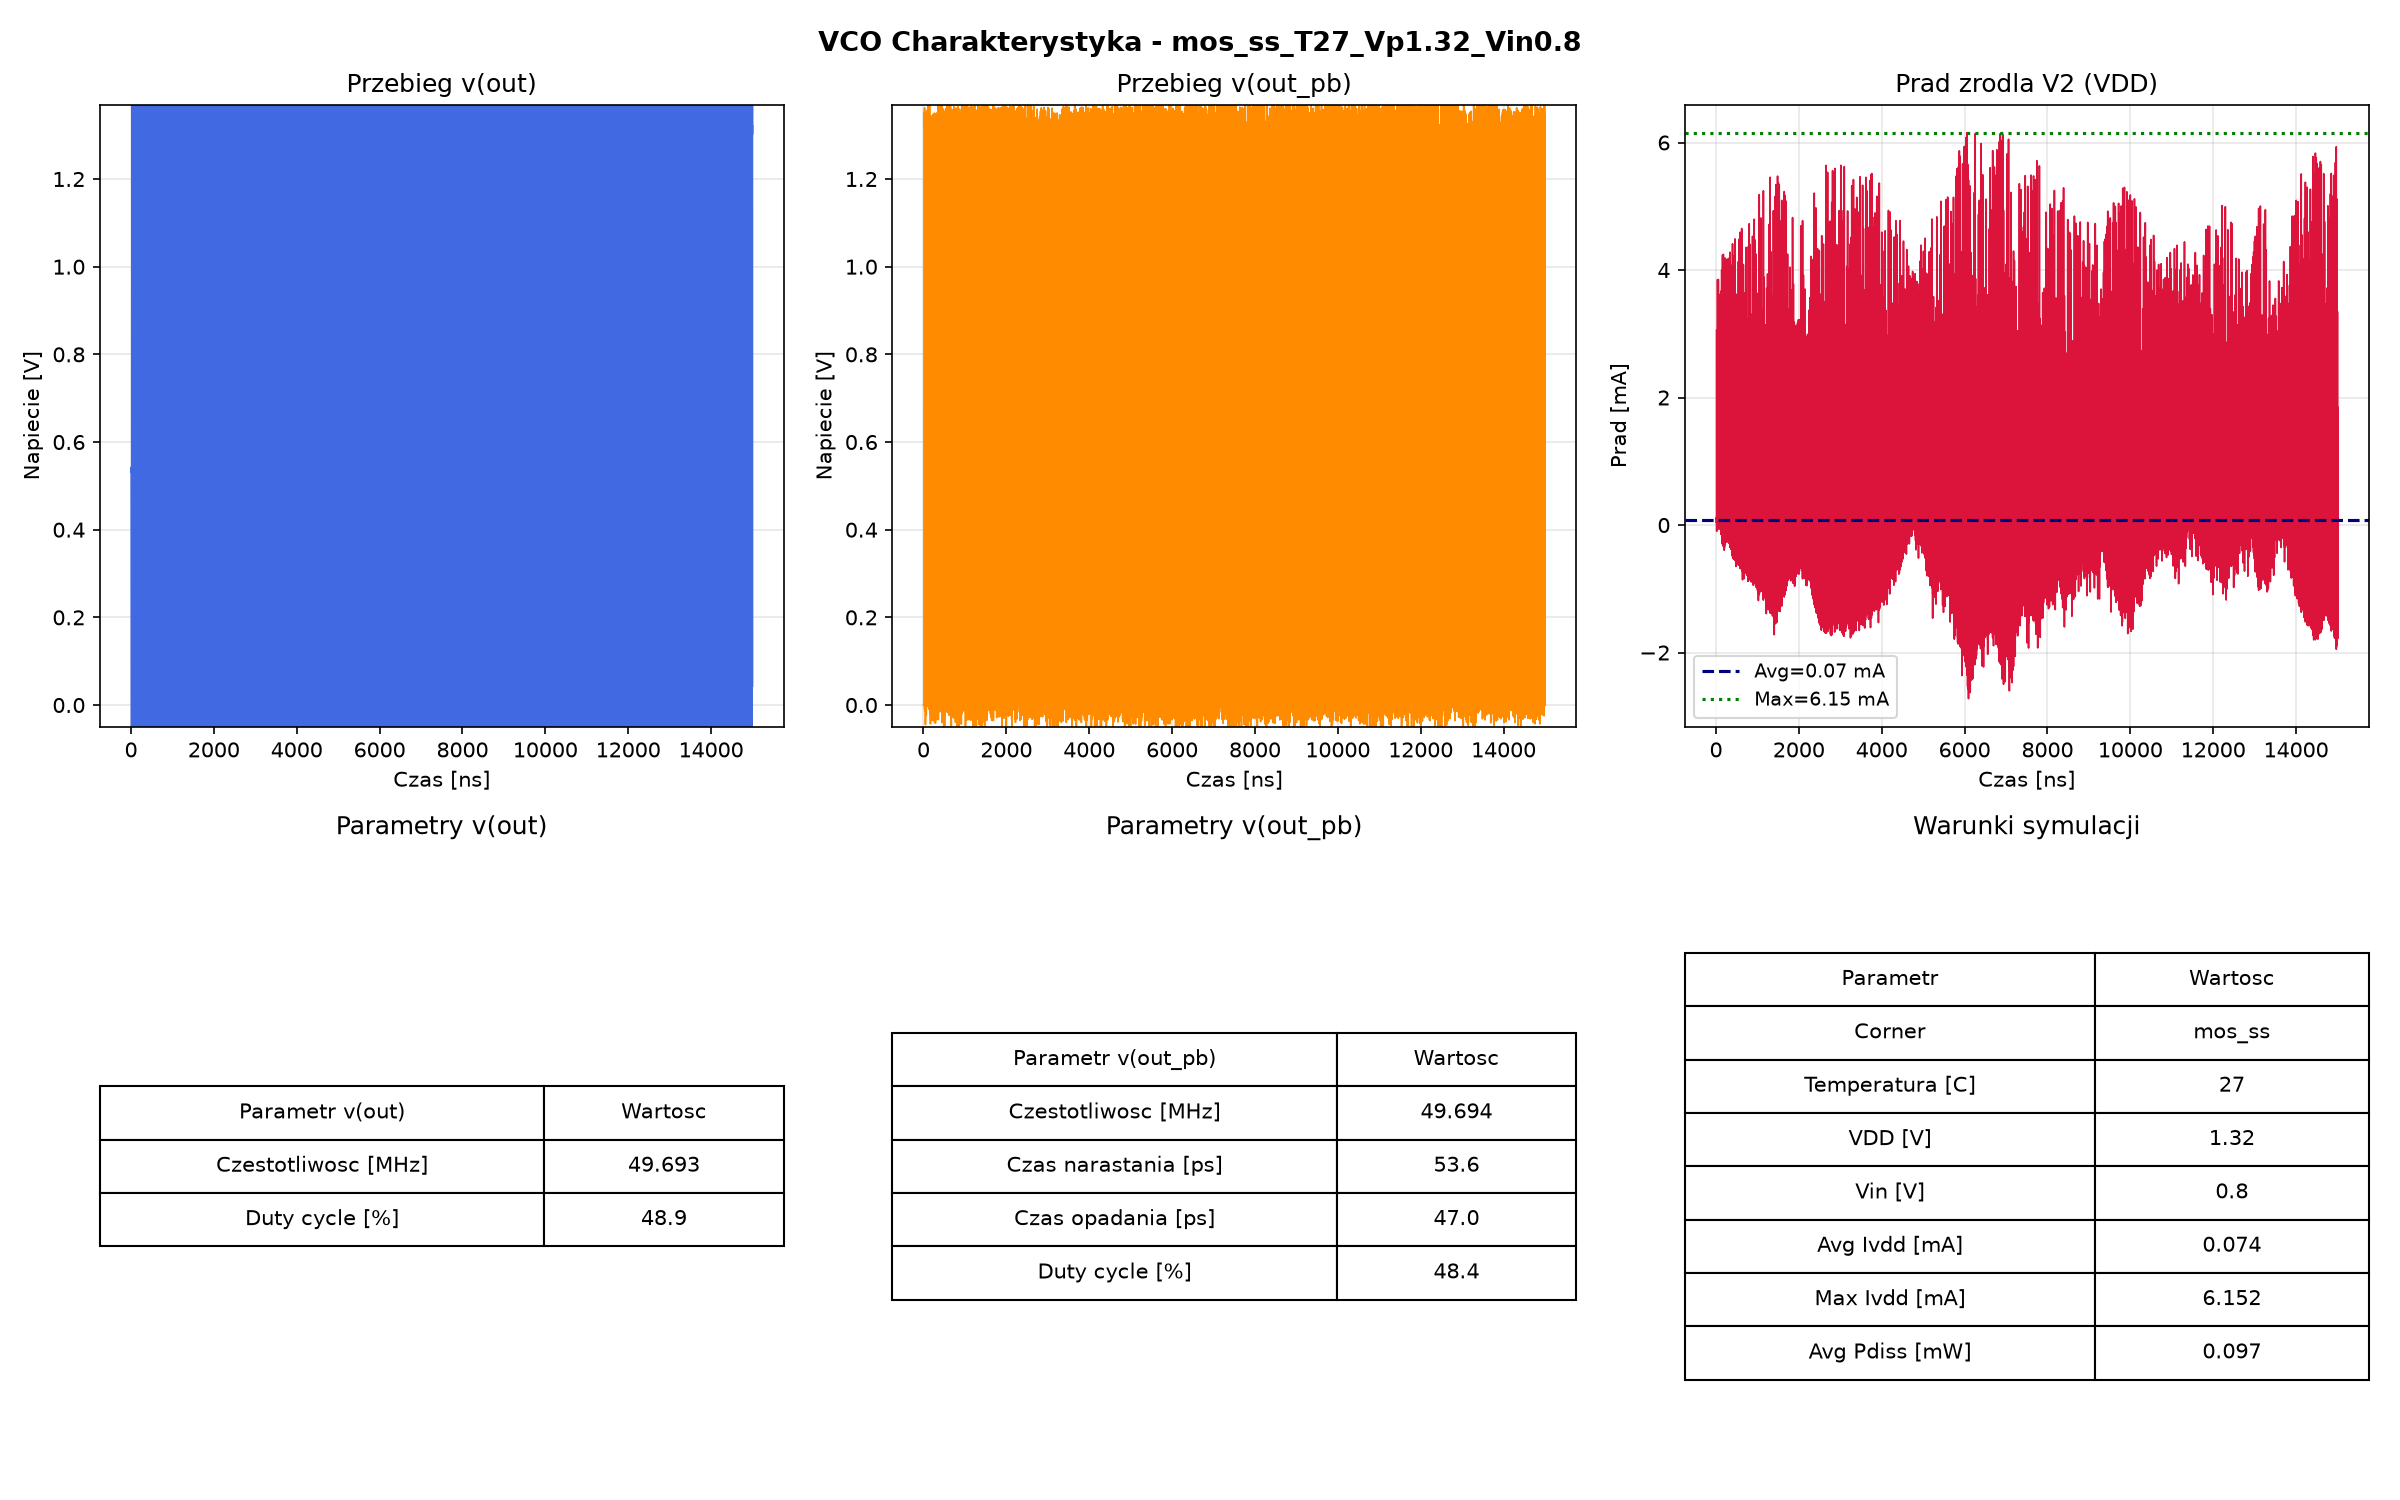 VCO Charakterystyka - mos_ss_T27_Vp1.32_Vin0.8
Przebieg v(out)
Napiecie [V]
1.2
1.0
0.8
0.6
0.4
0.2
0.0
0 2000 4000 6000 8000 10000 12000 14000
Czas [ns]
Przebieg v(out_pb)
Napiecie [V]
1.2
1.0
0.8
0.6
0.4
0.2
0.0
0 2000 4000 6000 8000 10000 12000 14000
Czas [ns]
Prad zrodla V2 (VDD)
Prad [mA]
6
4
2
0
−2
Avg=0.07 mA
Max=6.15 mA
0 2000 4000 6000 8000 10000 12000 14000
Czas [ns]
Parametry v(out)
Parametr v(out) Wartosc
Czestotliwosc [MHz] 49.693
Duty cycle [%] 48.9
Parametry v(out_pb)
Parametr v(out_pb) Wartosc
Czestotliwosc [MHz] 49.694
Czas narastania [ps] 53.6
Czas opadania [ps] 47.0
Duty cycle [%] 48.4
Warunki symulacji
Parametr Wartosc
Corner mos_ss
Temperatura [C] 27
VDD [V] 1.32
Vin [V] 0.8
Avg Ivdd [mA] 0.074
Max Ivdd [mA] 6.152
Avg Pdiss [mW] 0.097